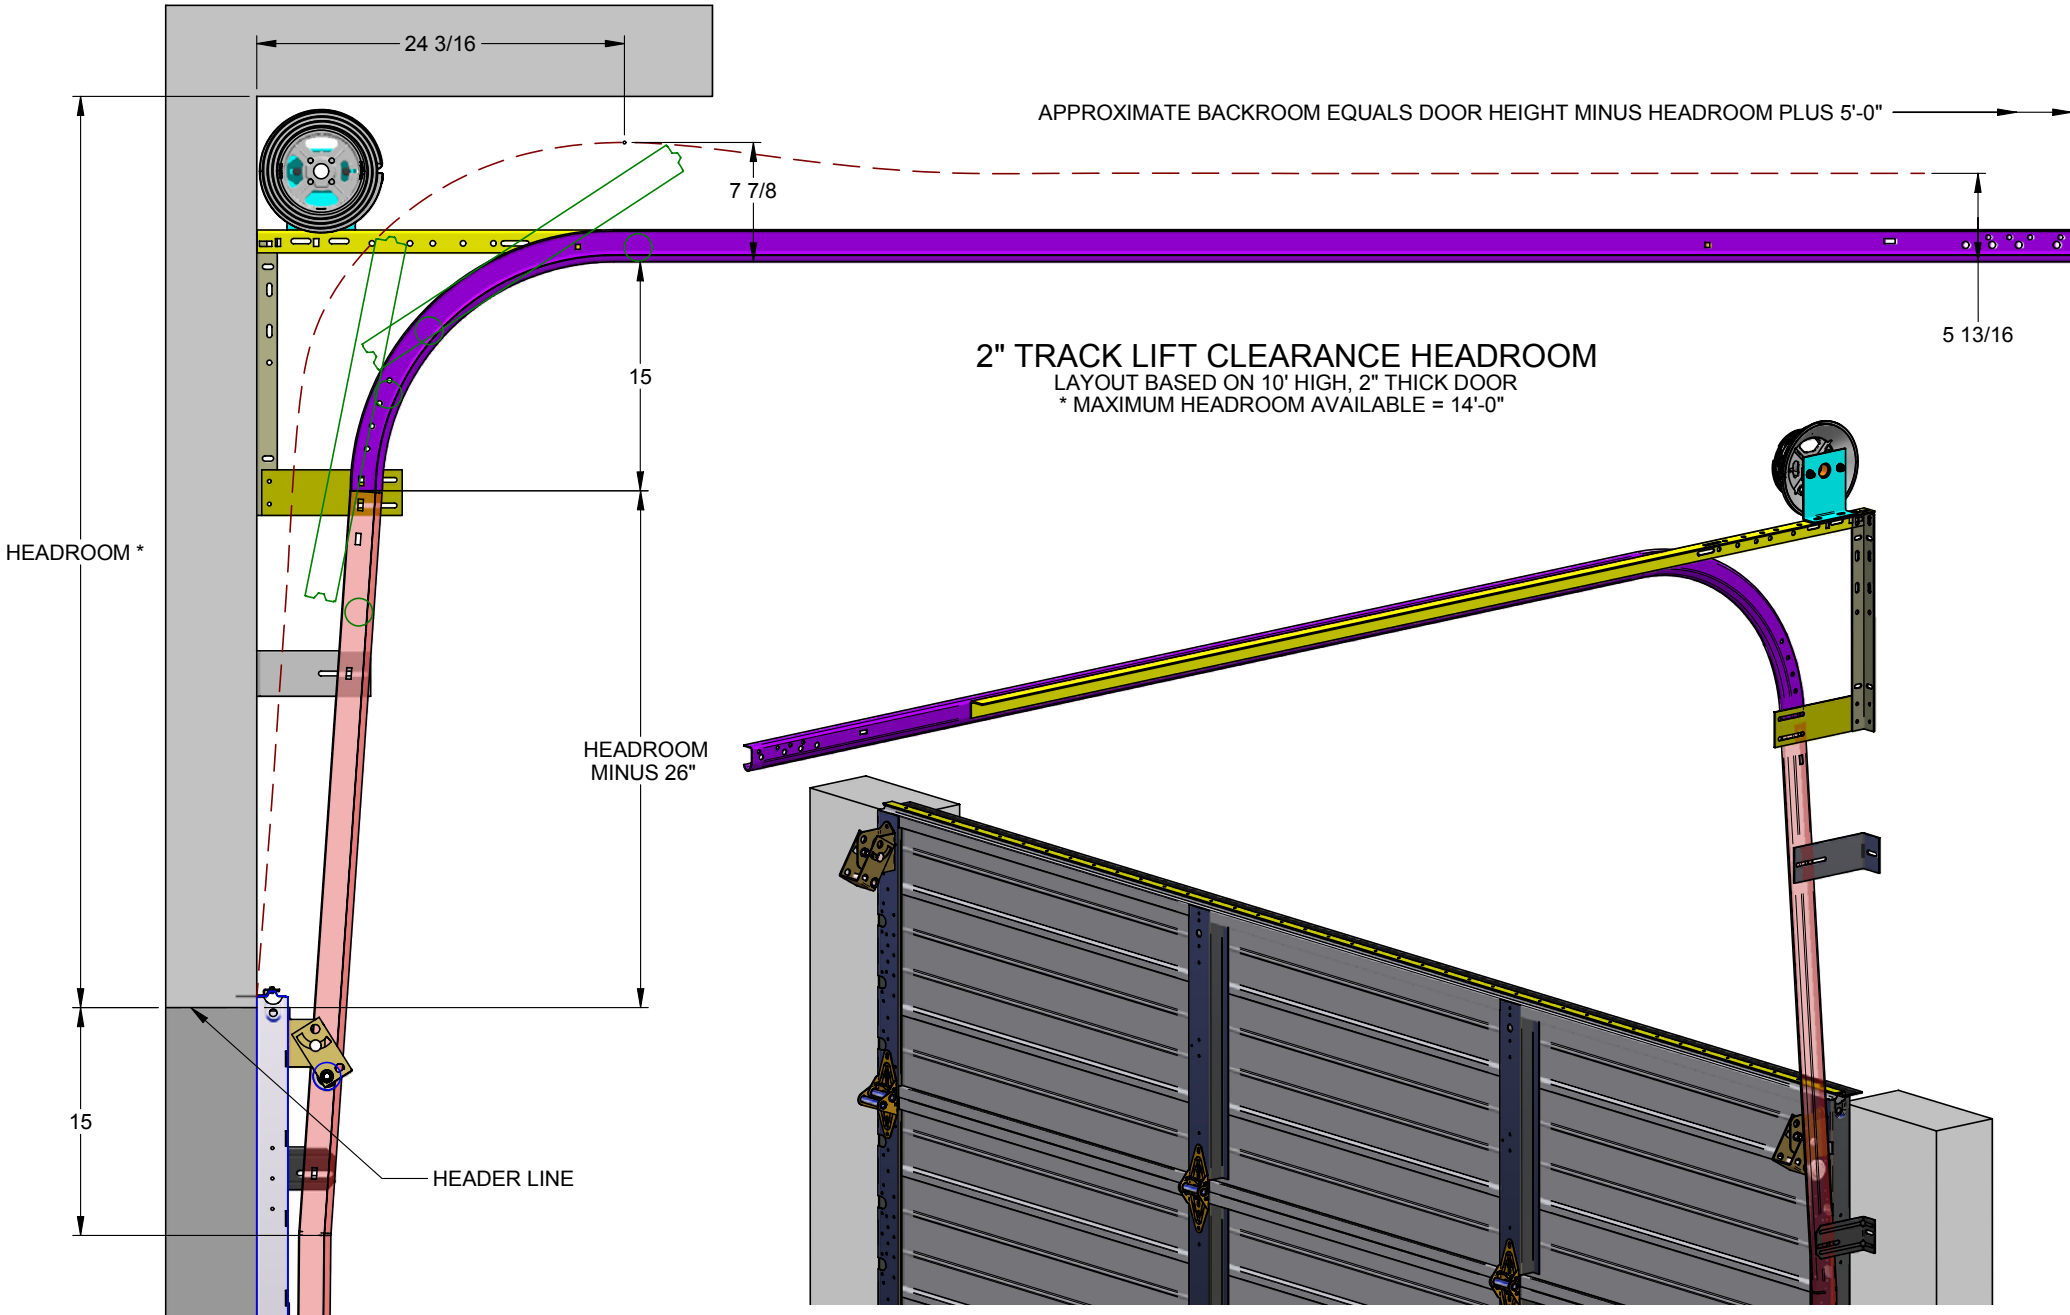 24 3/16
APPROXIMATE BACKROOM EQUALS DOOR HEIGHT MINUS HEADROOM PLUS 5'-0"
7 7/8
5 13/16
2" TRACK LIFT CLEARANCE HEADROOM
LAYOUT BASED ON 10' HIGH, 2" THICK DOOR
* MAXIMUM HEADROOM AVAILABLE = 14'-0"
15
HEADROOM *
HEADROOM
MINUS 26"
15
HEADER LINE